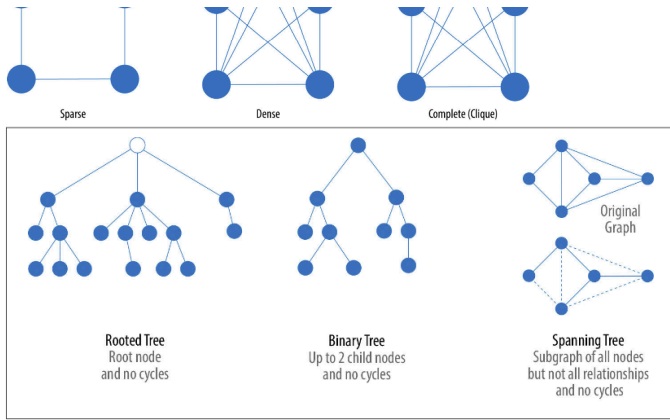 Sparse
Dense
Complete (Clique)
Original
Graph
Rooted Tree
Root node
and no cycles
Binary Tree
Up to 2 child nodes
and no cycles
Spanning Tree
Subgraph of all nodes
but not all relationships
and no cycles